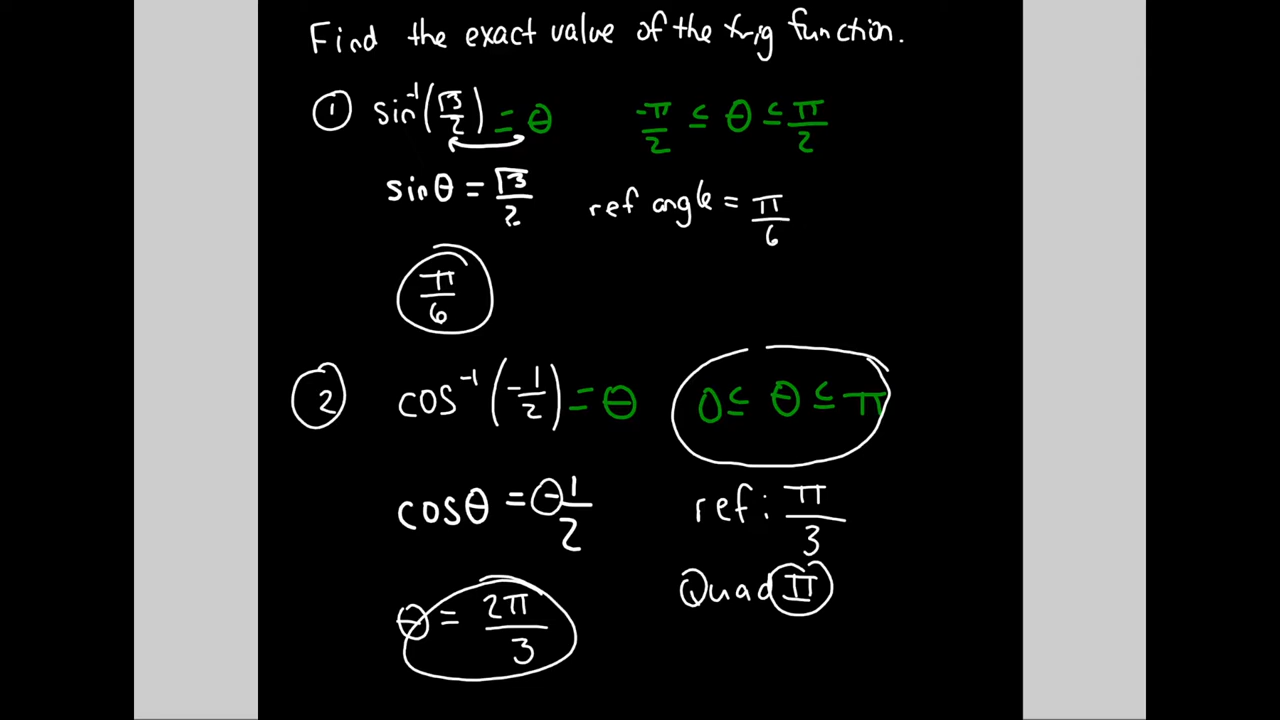 Find the exact value of the trig function.
① sin⁻¹(√3/2) = θ   -π/2 ≤ θ ≤ π/2
sinθ = √3/2   ref angle = π/6
π/6
② cos⁻¹(-1/2) = θ   0 ≤ θ ≤ π
cosθ = -1/2   ref: π/3
Quad II
θ = 2π/3